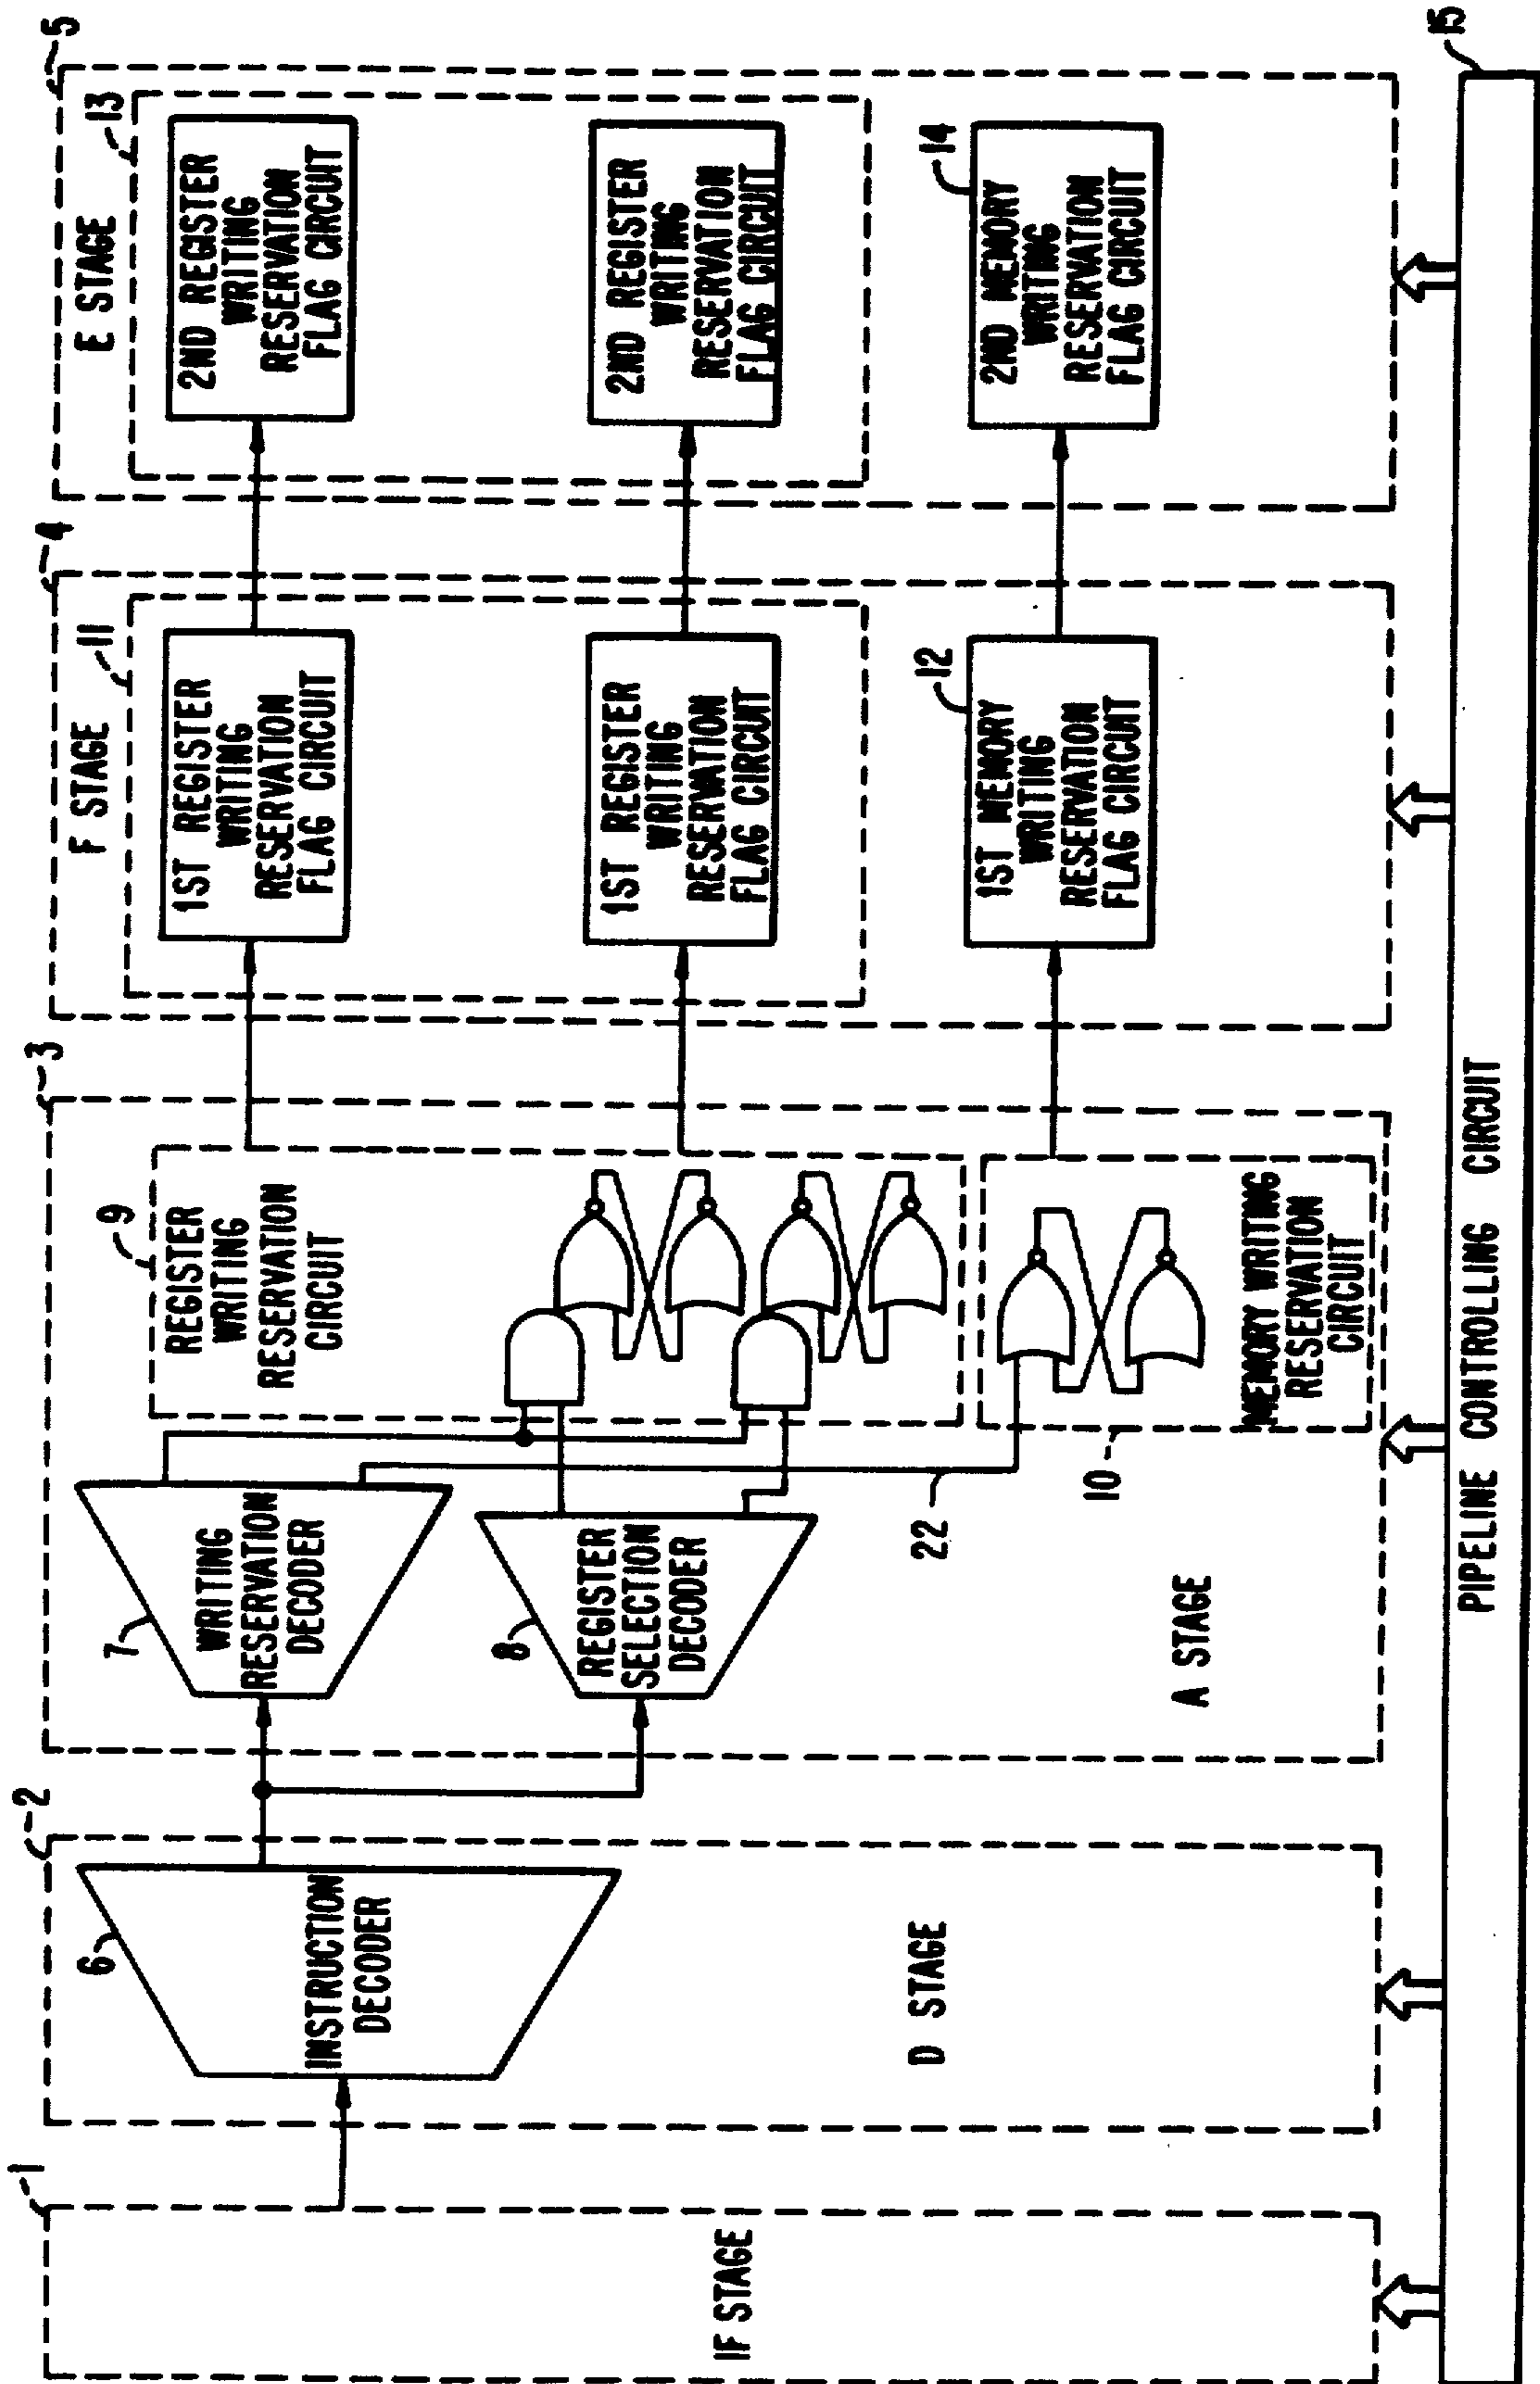 1
IF STAGE
2
6
INSTRUCTION
DECODER
D STAGE
3
7
WRITING
RESERVATION
DECODER
8
REGISTER
SELECTION
DECODER
22
A STAGE
9
REGISTER
WRITING
RESERVATION
CIRCUIT
10
MEMORY WRITING
RESERVATION
CIRCUIT
4
F STAGE
11
1ST REGISTER
WRITING
RESERVATION
FLAG CIRCUIT
1ST REGISTER
WRITING
RESERVATION
FLAG CIRCUIT
12
1ST MEMORY
WRITING
RESERVATION
FLAG CIRCUIT
5
E STAGE
13
2ND REGISTER
WRITING
RESERVATION
FLAG CIRCUIT
2ND REGISTER
WRITING
RESERVATION
FLAG CIRCUIT
14
2ND MEMORY
WRITING
RESERVATION
FLAG CIRCUIT
PIPELINE CONTROLLING CIRCUIT
15